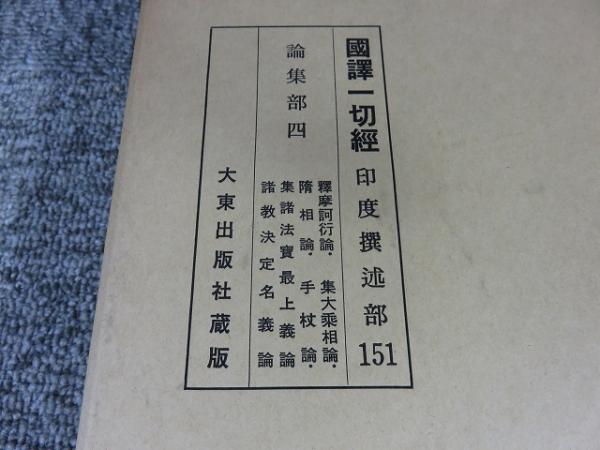 國譯一切經 印度撰述部 151
論集部四
釋摩訶衍論・集大乘相論・
隋相論・手杖論・
集諸法寶最上義論
諸教決定名義論
大東出版社蔵版